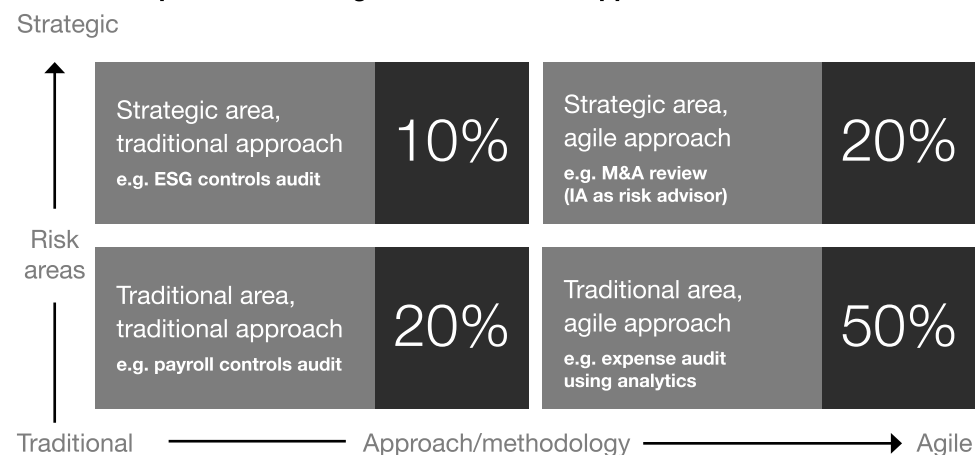 Strategic
Strategic area,
traditional approach
e.g. ESG controls audit
10%
Strategic area,
agile approach
e.g. M&A review
(IA as risk advisor)
20%
Risk
areas
Traditional area,
traditional approach
e.g. payroll controls audit
20%
Traditional area,
agile approach
e.g. expense audit
using analytics
50%
Traditional
Approach/methodology
Agile